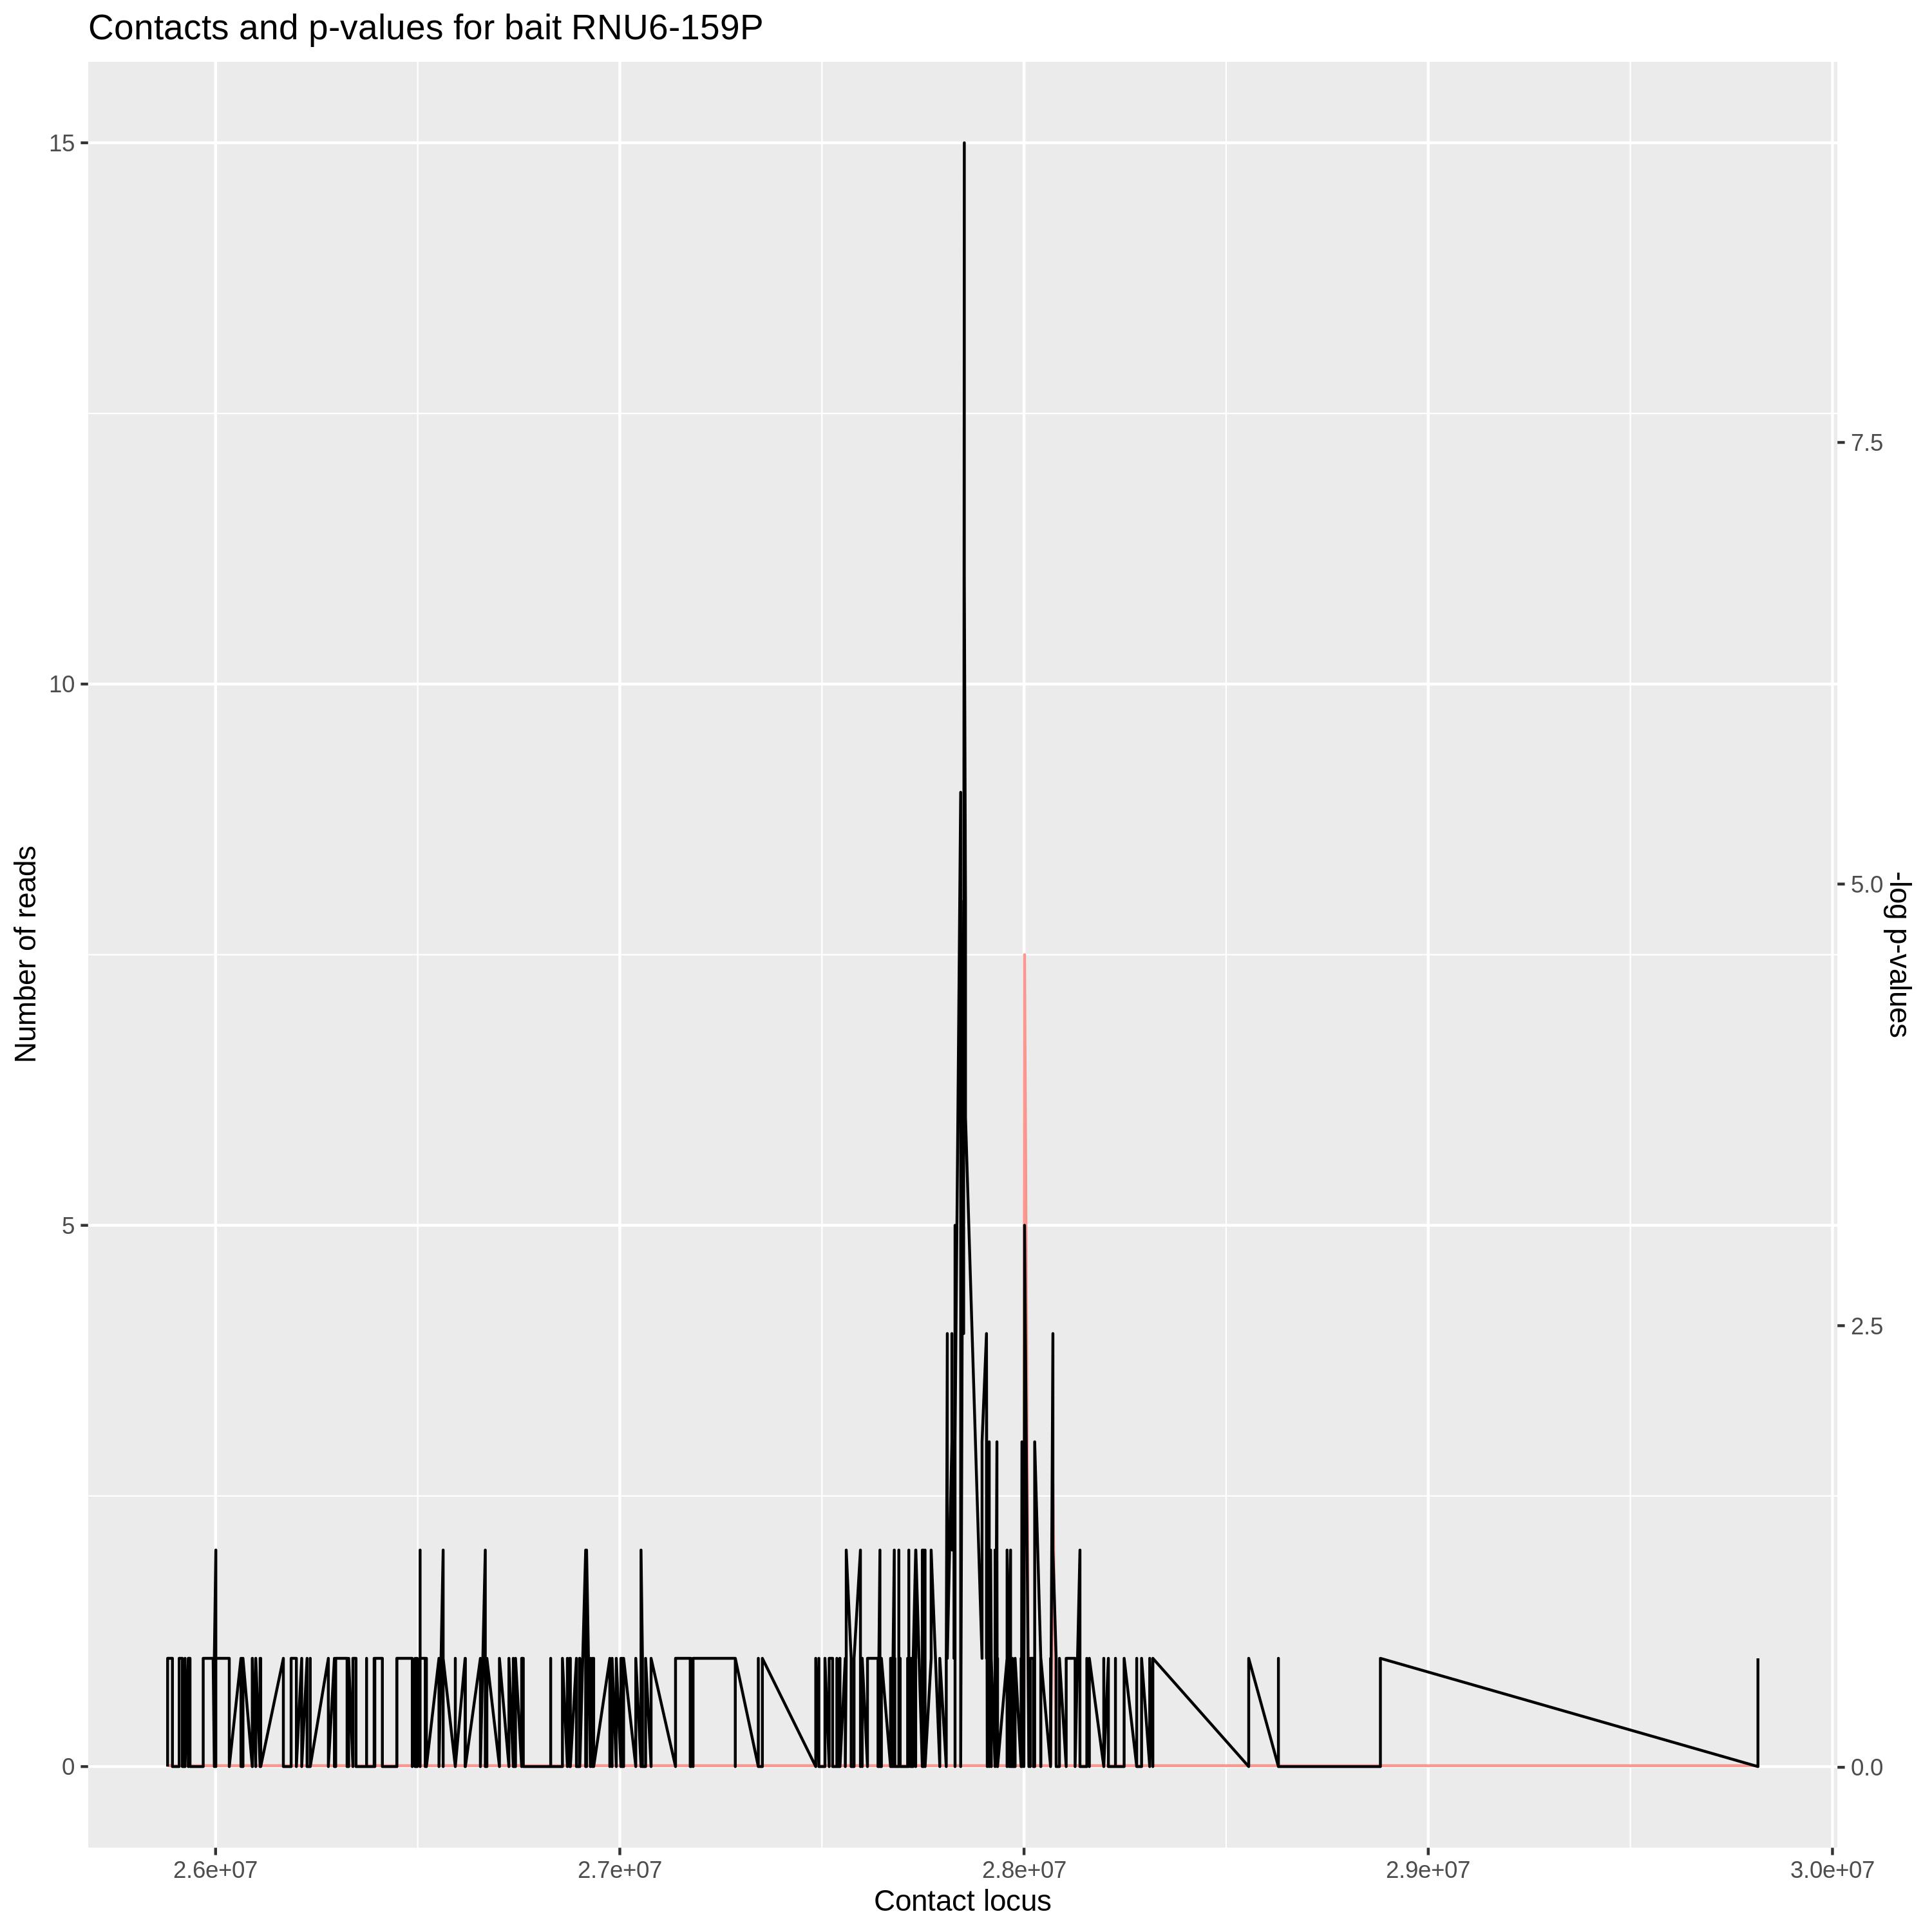 Contacts and p-values for bait RNU6-159P
15
10
5
0
Number of reads
7.5
5.0
2.5
0.0
-log p-values
2.6e+07
2.7e+07
2.8e+07
2.9e+07
3.0e+07
Contact locus